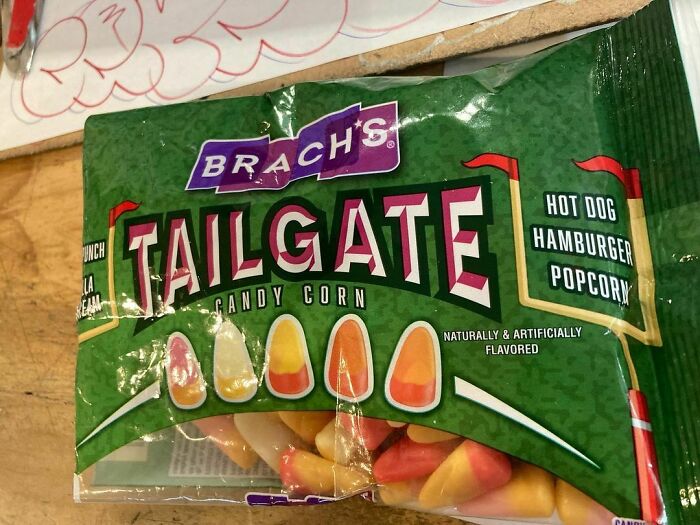 BRACH'S®
TAILGATE
CANDY CORN
HOT DOG
HAMBURGER
POPCORN
NATURALLY & ARTIFICIALLY
FLAVORED